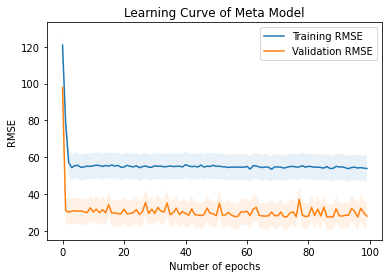 Learning Curve of Meta Model
Training RMSE
Validation RMSE
120
100
80
60
40
20
RMSE
0
20
40
60
80
100
Number of epochs